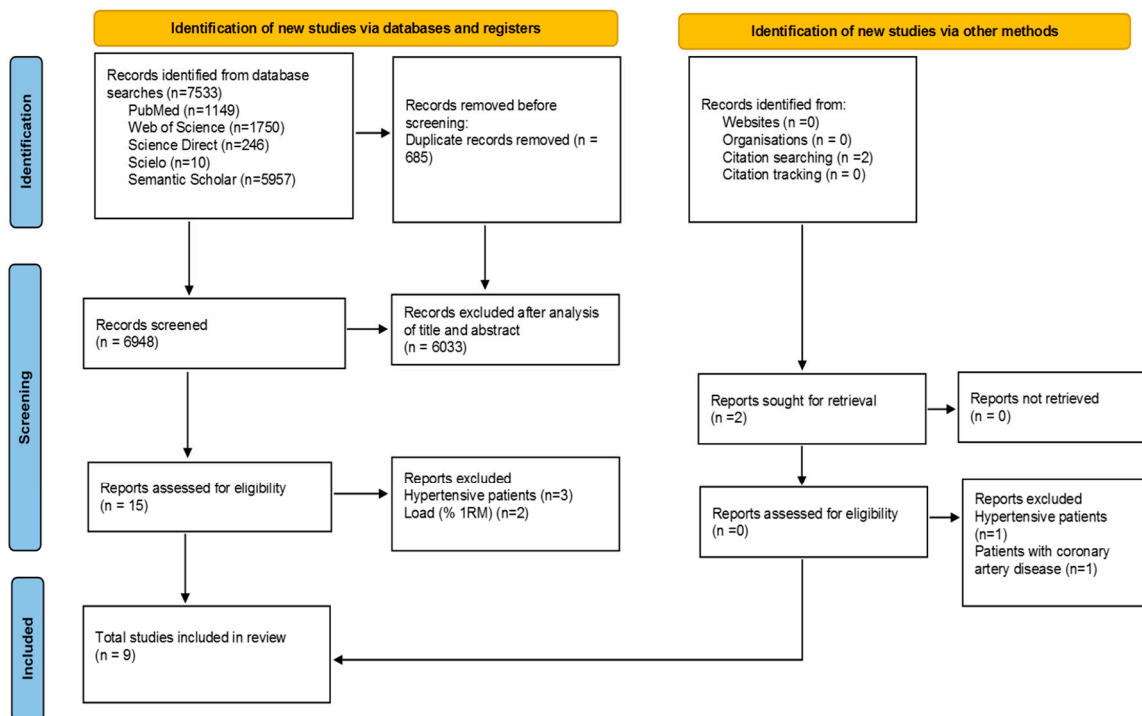 Identification of new studies via databases and registers
Identification of new studies via other methods
Identification
Records identified from database
searches (n=7533)
PubMed (n=1149)
Web of Science (n=1750)
Science Direct (n=246)
Scielo (n=10)
Semantic Scholar (n=5957)
Records removed before
screening:
Duplicate records removed (n =
685)
Records identified from:
Websites (n =0)
Organisations (n = 0)
Citation searching (n =2)
Citation tracking (n = 0)
Screening
Records screened
(n = 6948)
Records excluded after analysis
of title and abstract
(n = 6033)
Reports sought for retrieval
(n =2)
Reports not retrieved
(n = 0)
Reports assessed for eligibility
(n = 15)
Reports excluded
Hypertensive patients (n=3)
Load (% 1RM) (n=2)
Reports assessed for eligibility
(n =0)
Reports excluded
Hypertensive patients
(n=1)
Patients with coronary
artery disease (n=1)
Included
Total studies included in review
(n = 9)